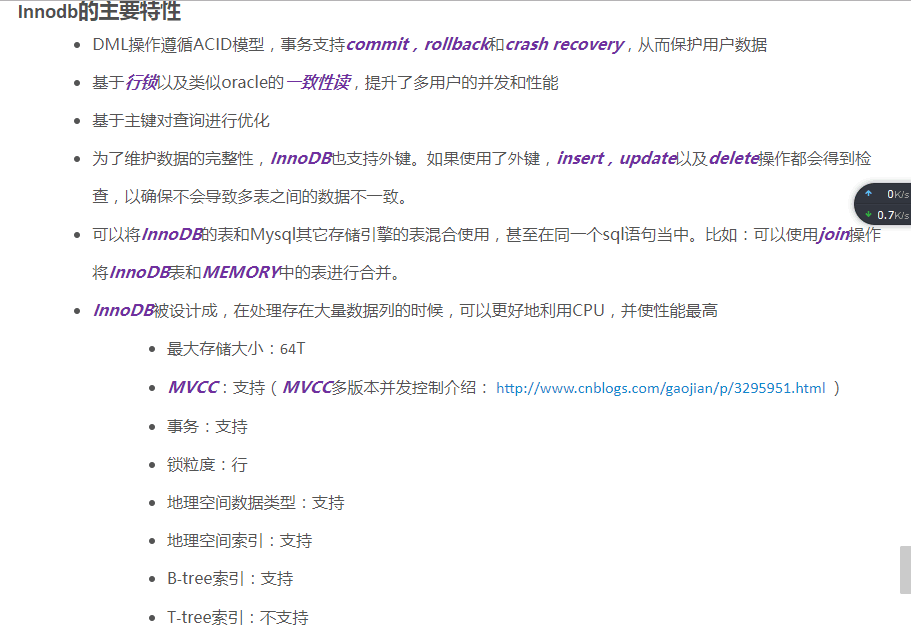 Innodb的主要特性
DML操作遵循ACID模型，事务支持commit，rollback和crash recovery，从而保护用户数据
基于行锁以及类似oracle的一致性读，提升了多用户的并发和性能
基于主键对查询进行优化
为了维护数据的完整性，InnoDB也支持外键。如果使用了外键，insert，update以及delete操作都会得到检
查，以确保不会导致多表之间的数据不一致。
0K/s
0.7K/s
可以将InnoDB的表和Mysql其它存储引擎的表混合使用，甚至在同一个sql语句当中。比如：可以使用join操作
将InnoDB表和MEMORY中的表进行合并。
InnoDB被设计成，在处理存在大量数据列的时候，可以更好地利用CPU，并使性能最高
最大存储大小：64T
MVCC：支持（MVCC多版本并发控制介绍： http://www.cnblogs.com/gaojian/p/3295951.html ）
事务：支持
锁粒度：行
地理空间数据类型：支持
地理空间索引：支持
B-tree索引：支持
T-tree索引：不支持